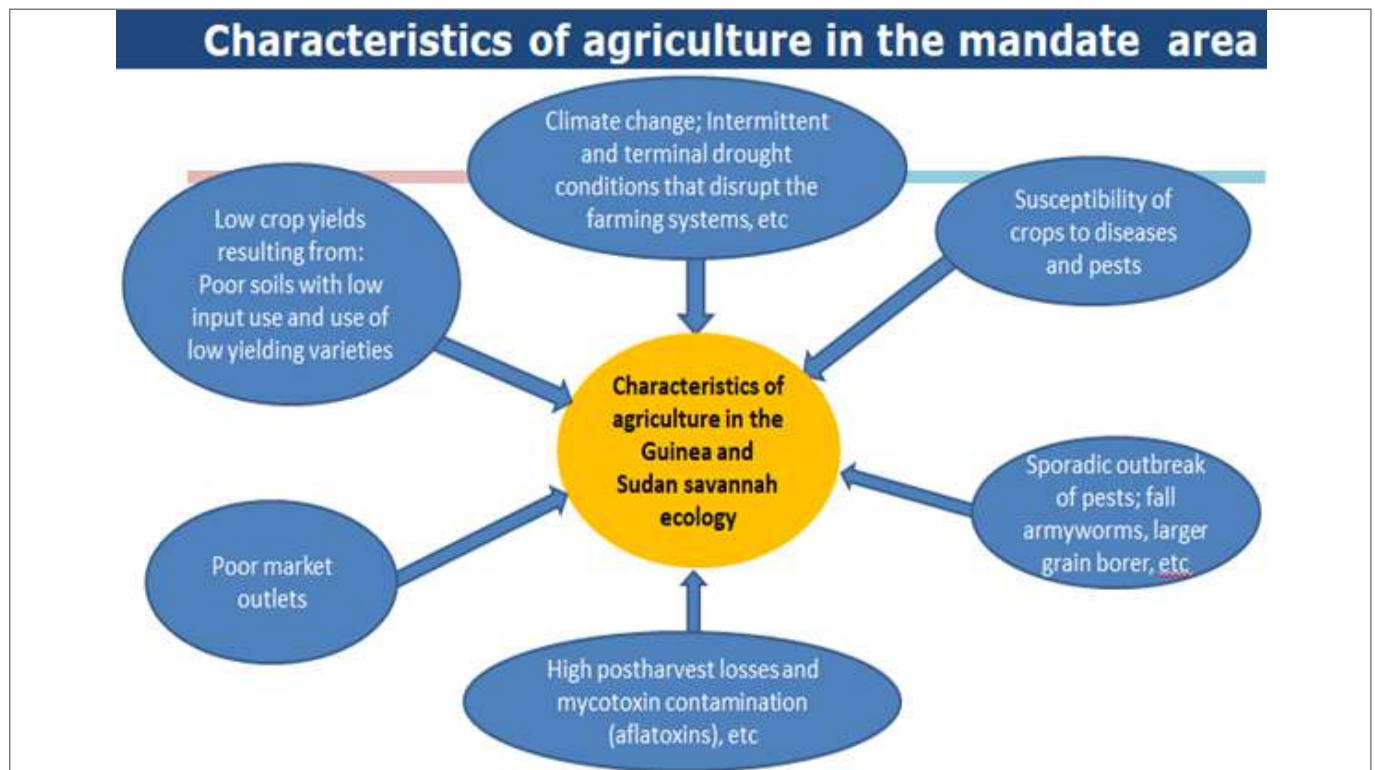 Characteristics of agriculture in the mandate area
Climate change; Intermittent
and terminal drought
conditions that disrupt the
farming systems, etc
Low crop yields
resulting from:
Poor soils with low
input use and use of
low yielding varieties
Susceptibility of
crops to diseases
and pests
Characteristics of
agriculture in the
Guinea and
Sudan savannah
ecology
Sporadic outbreak
of pests; fall
armyworms, larger
grain borer, etc
Poor market
outlets
High postharvest losses and
mycotoxin contamination
(aflatoxins), etc